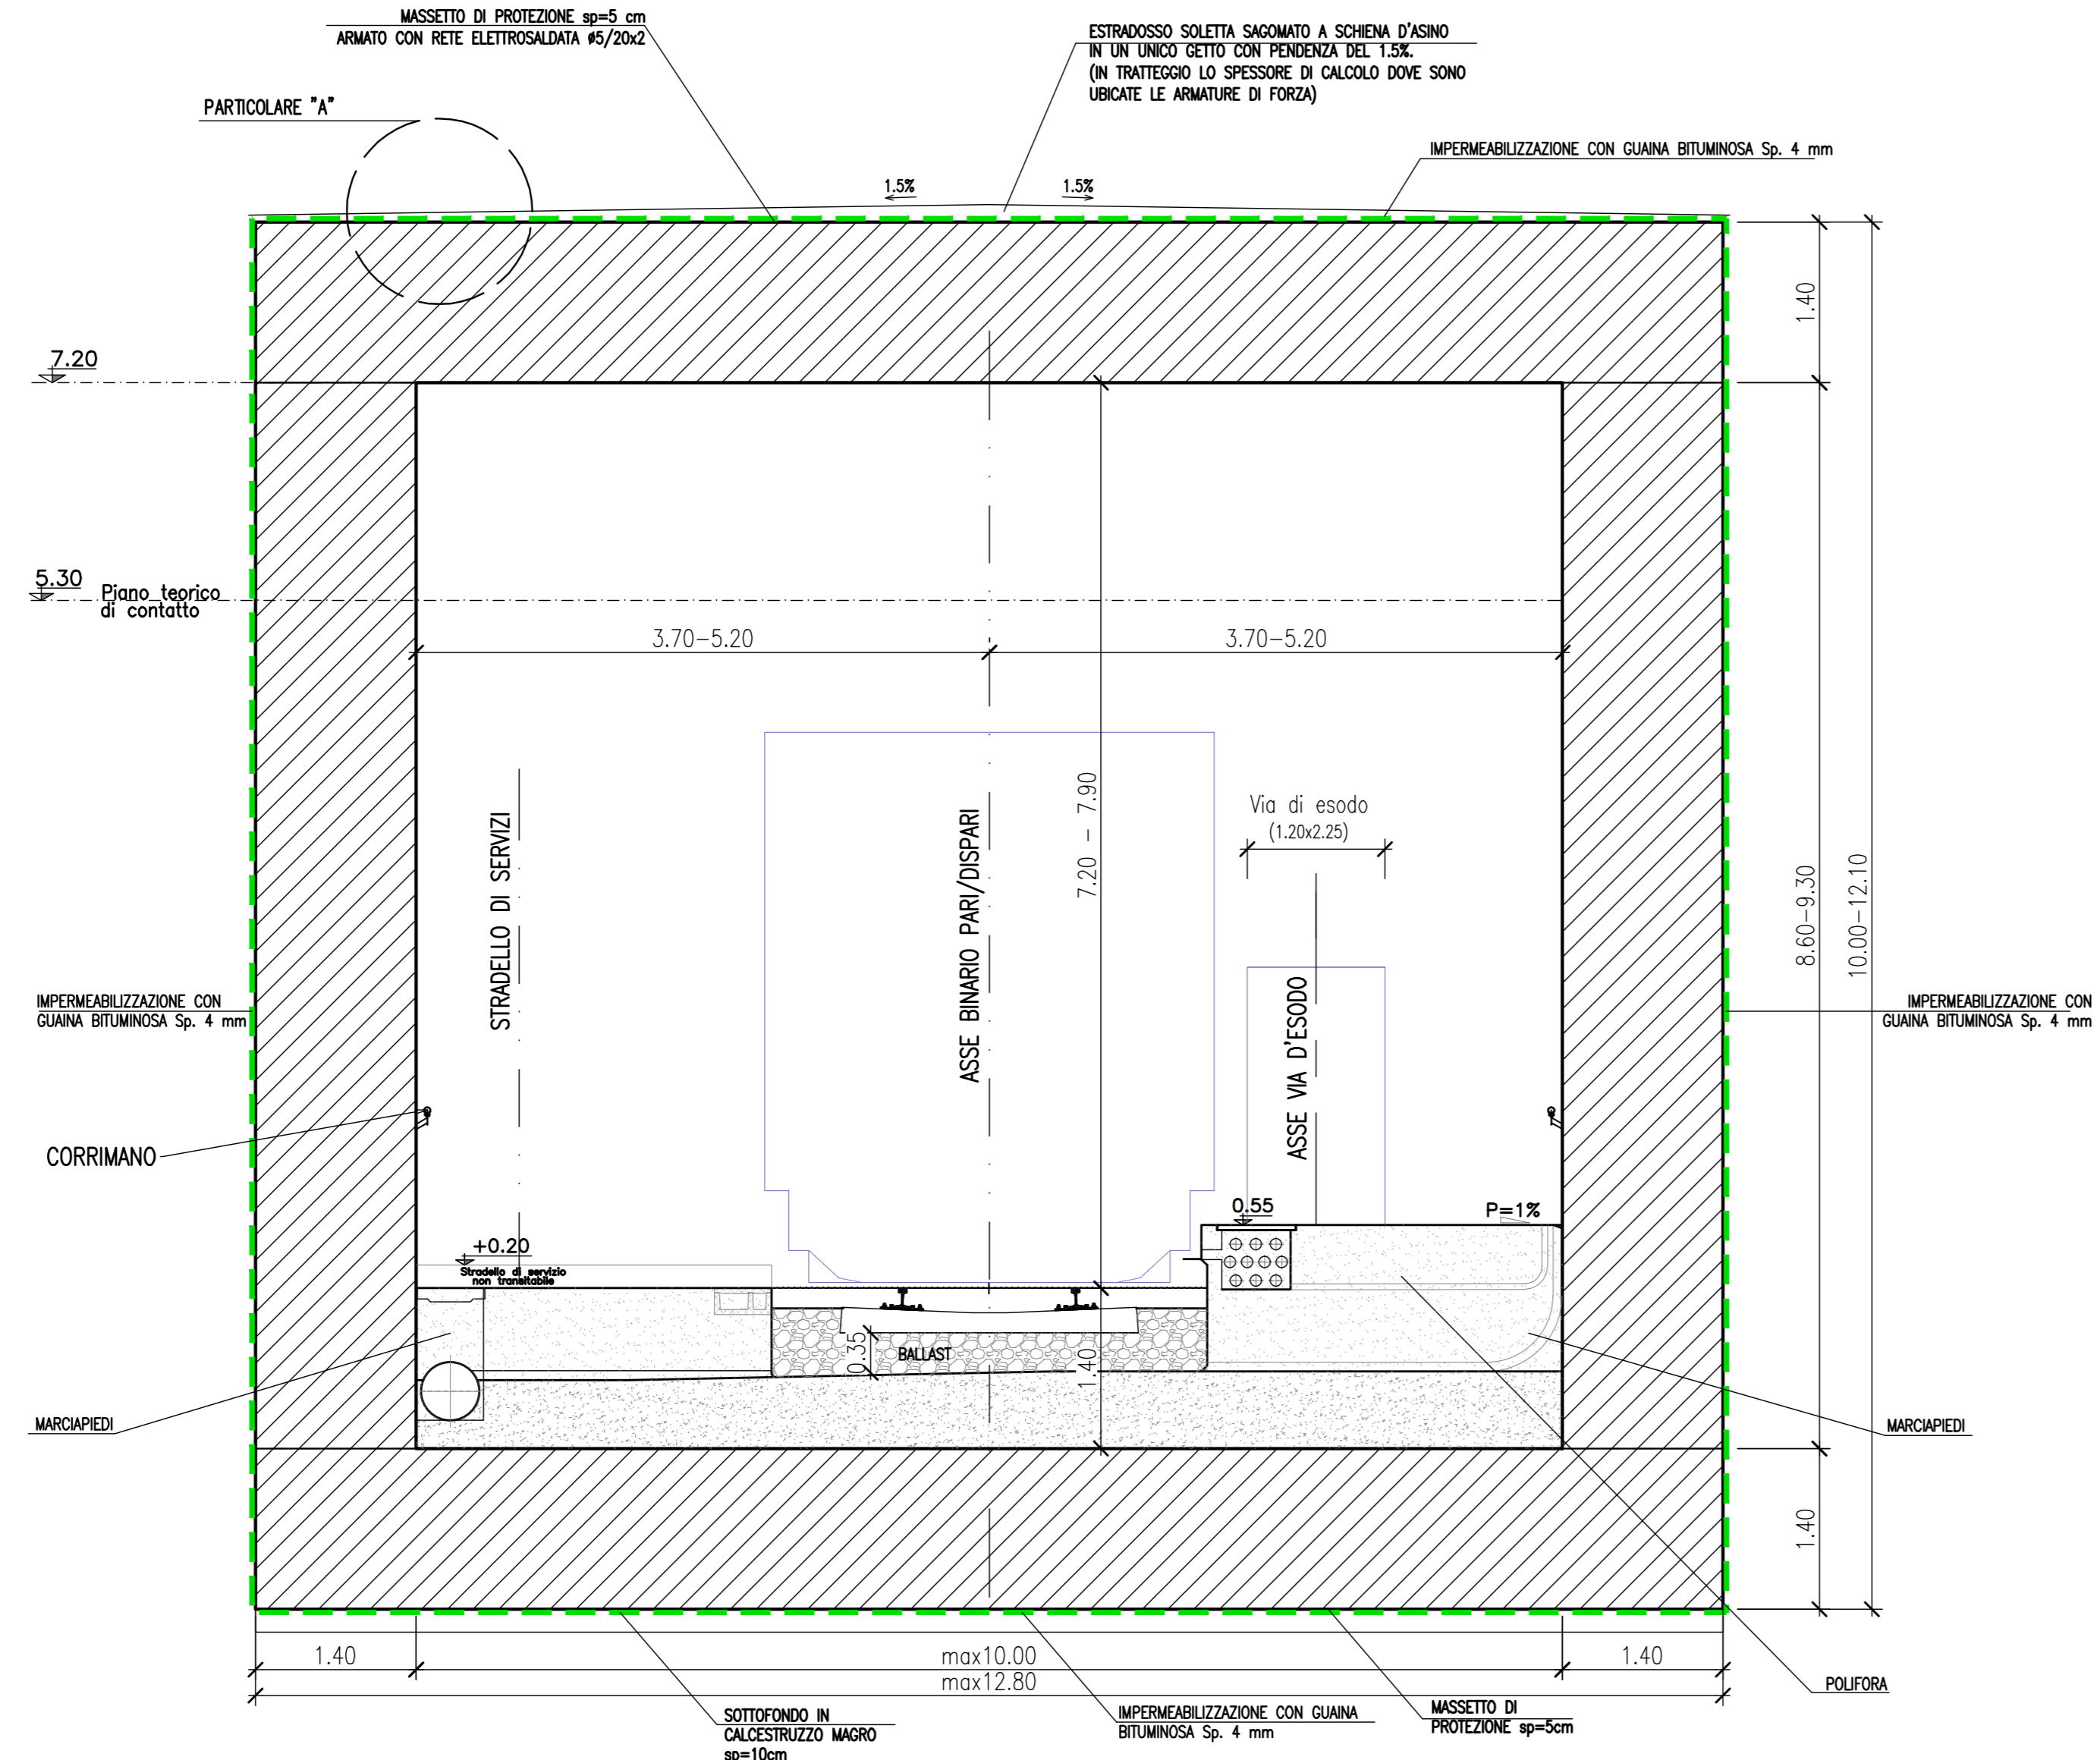 MASSETTO DI PROTEZIONE sp=5 cm
ARMATO CON RETE ELETTROSALDATA ø5/20x2
ESTRADOSSO SOLETTA SAGOMATO A SCHIENA D'ASINO
IN UN UNICO GETTO CON PENDENZA DEL 1.5%.
(IN TRATTEGGIO LO SPESSORE DI CALCOLO DOVE SONO
UBICATE LE ARMATURE DI FORZA)
PARTICOLARE "A"
IMPERMEABILIZZAZIONE CON GUAINA BITUMINOSA Sp. 4 mm
1.5%
1.5%
1.40
7.20
5.30
Piano teorico
di contatto
3.70-5.20
3.70-5.20
7.20 - 7.90
Via di esodo
(1.20x2.25)
STRADELLO DI SERVIZI
ASSE BINARIO PARI/DISPARI
ASSE VIA D'ESODO
8.60-9.30
10.00-12.10
IMPERMEABILIZZAZIONE CON
GUAINA BITUMINOSA Sp. 4 mm
IMPERMEABILIZZAZIONE CON
GUAINA BITUMINOSA Sp. 4 mm
CORRIMANO
0.55
P=1%
+0.20
Stradello di servizio
non transitabile
0.35
BALLAST
1.40
MARCIAPIEDI
MARCIAPIEDI
1.40
1.40
max10.00
1.40
max12.80
POLIFORA
SOTTOFONDO IN
CALCESTRUZZO MAGRO
sp=10cm
IMPERMEABILIZZAZIONE CON GUAINA
BITUMINOSA Sp. 4 mm
MASSETTO DI
PROTEZIONE sp=5cm